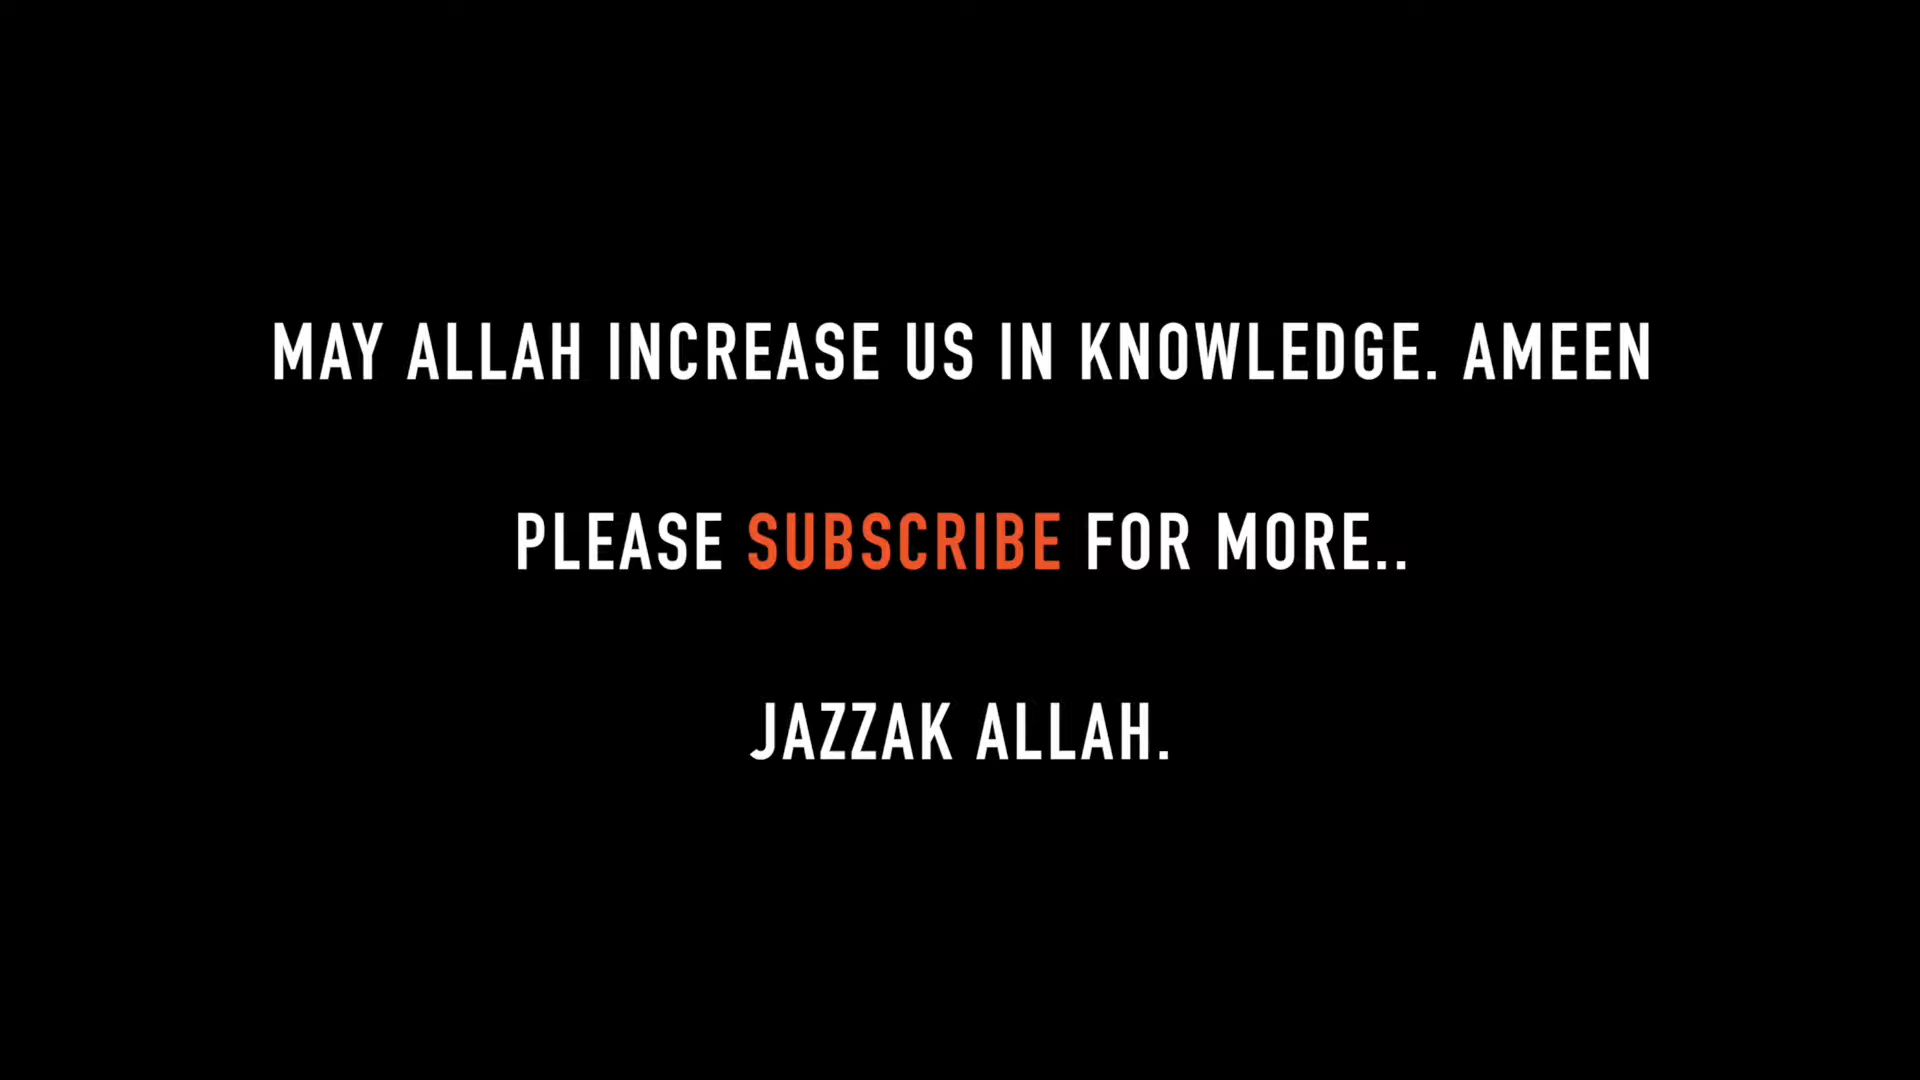 MAY ALLAH INCREASE US IN KNOWLEDGE. AMEEN
PLEASE SUBSCRIBE FOR MORE..
JAZZAK ALLAH.